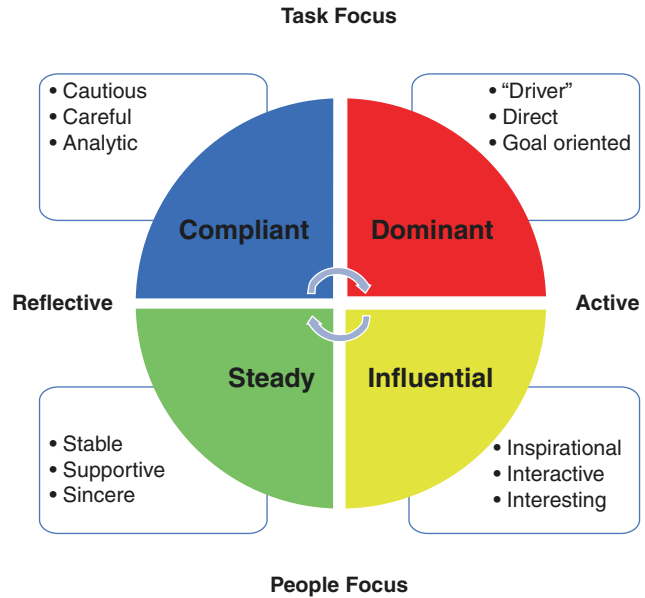 Task Focus
• Cautious
• Careful
• Analytic
• “Driver”
• Direct
• Goal oriented
Compliant
Dominant
Reflective
Active
Steady
Influential
• Stable
• Supportive
• Sincere
• Inspirational
• Interactive
• Interesting
People Focus